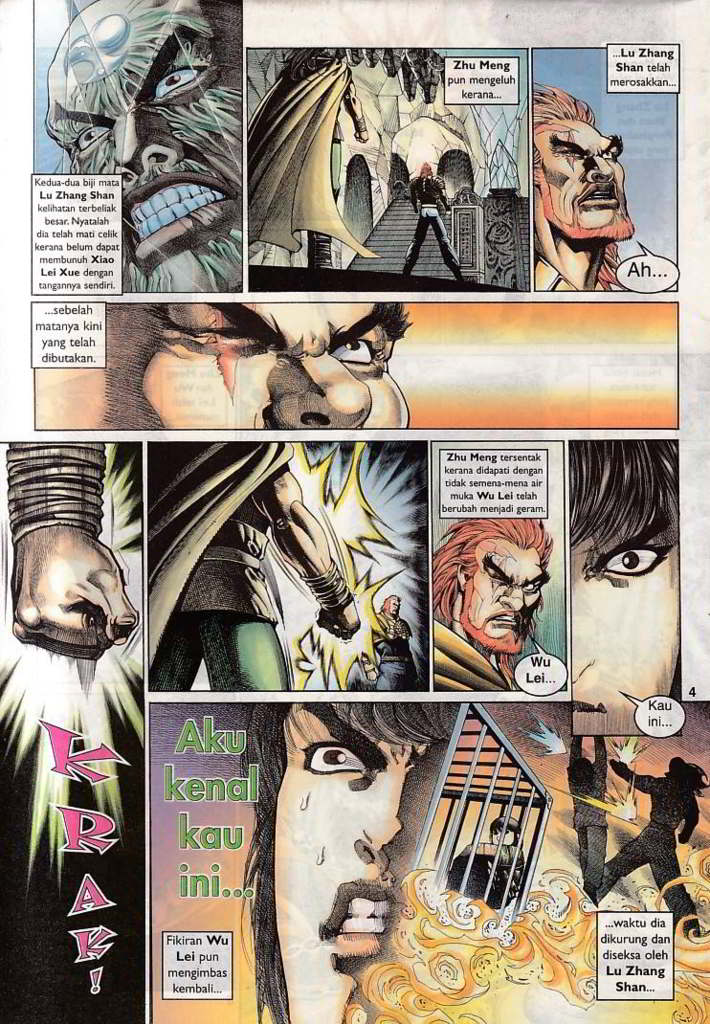 Kedua-dua biji mata
Lu Zhang Shan
kelihatan terbeliak
besar. Nyatalah
dia telah mati celik
kerana belum dapat
membunuh Xiao
Lei Xue dengan
tangannya sendiri.
Zhu Meng
pun mengeluh
kerana...
...Lu Zhang
Shan telah
merosakkan...
Ah...
...sebelah
matanya kini
yang telah
dibutakan.
KRAK!
Zhu Meng tersentak
kerana didapati dengan
tidak semena-mena air
muka Wu Lei telah
berubah menjadi geram.
Wu
Lei...
Kau
ini...
4
Aku
kenal
kau
ini...
Fikiran Wu
Lei pun
mengimbas
kembali...
...waktu dia
dikurung dan
diseksa oleh
Lu Zhang
Shan...